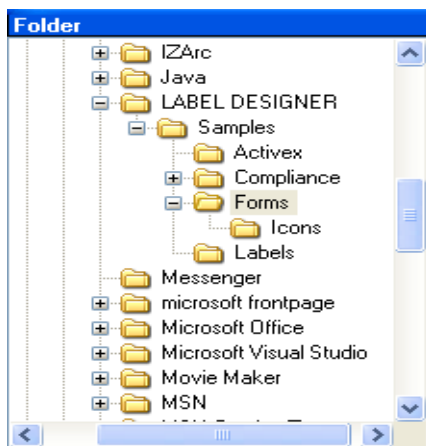 Folder
IZArc
Java
LABEL DESIGNER
Samples
Activex
Compliance
Forms
Icons
Labels
Messenger
microsoft frontpage
Microsoft Office
Microsoft Visual Studio
Movie Maker
MSN